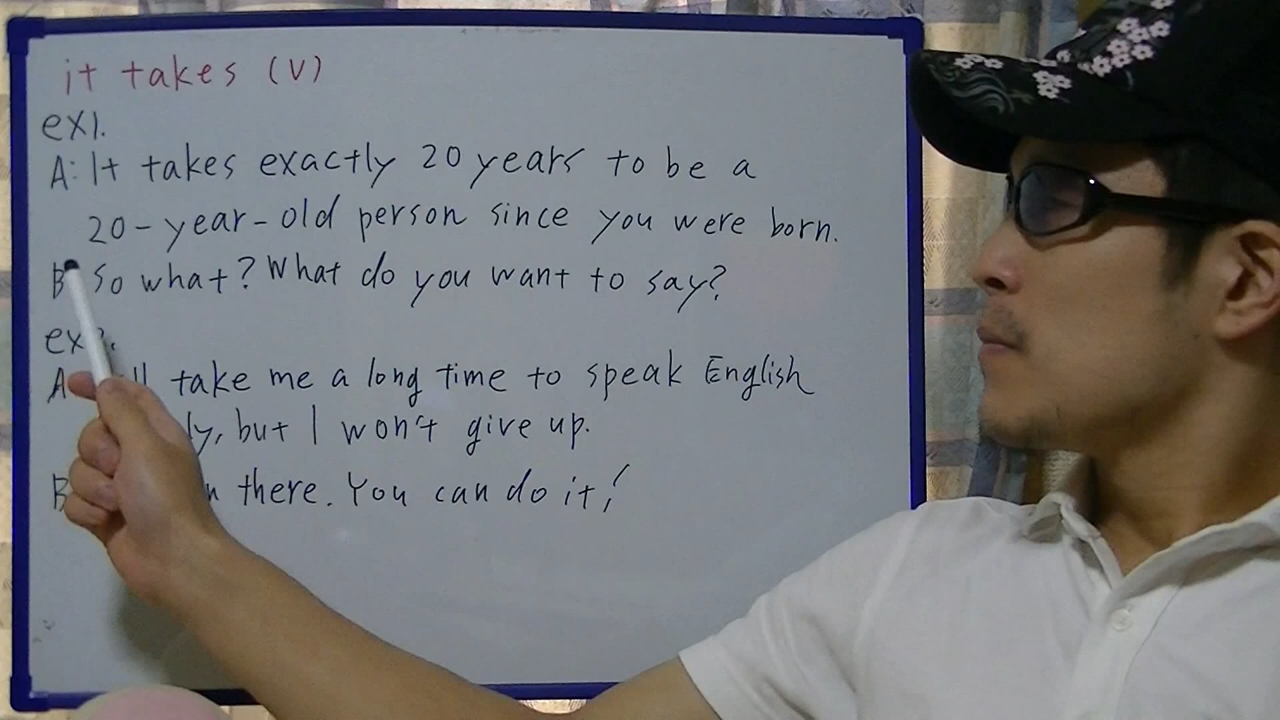 it takes (v)
ex1.
A: It takes exactly 20 years to be a
20-year-old person since you were born.
B: So what? What do you want to say?
ex2.
A take me a long time to speak English
but I won't give up.
B there. You can do it!